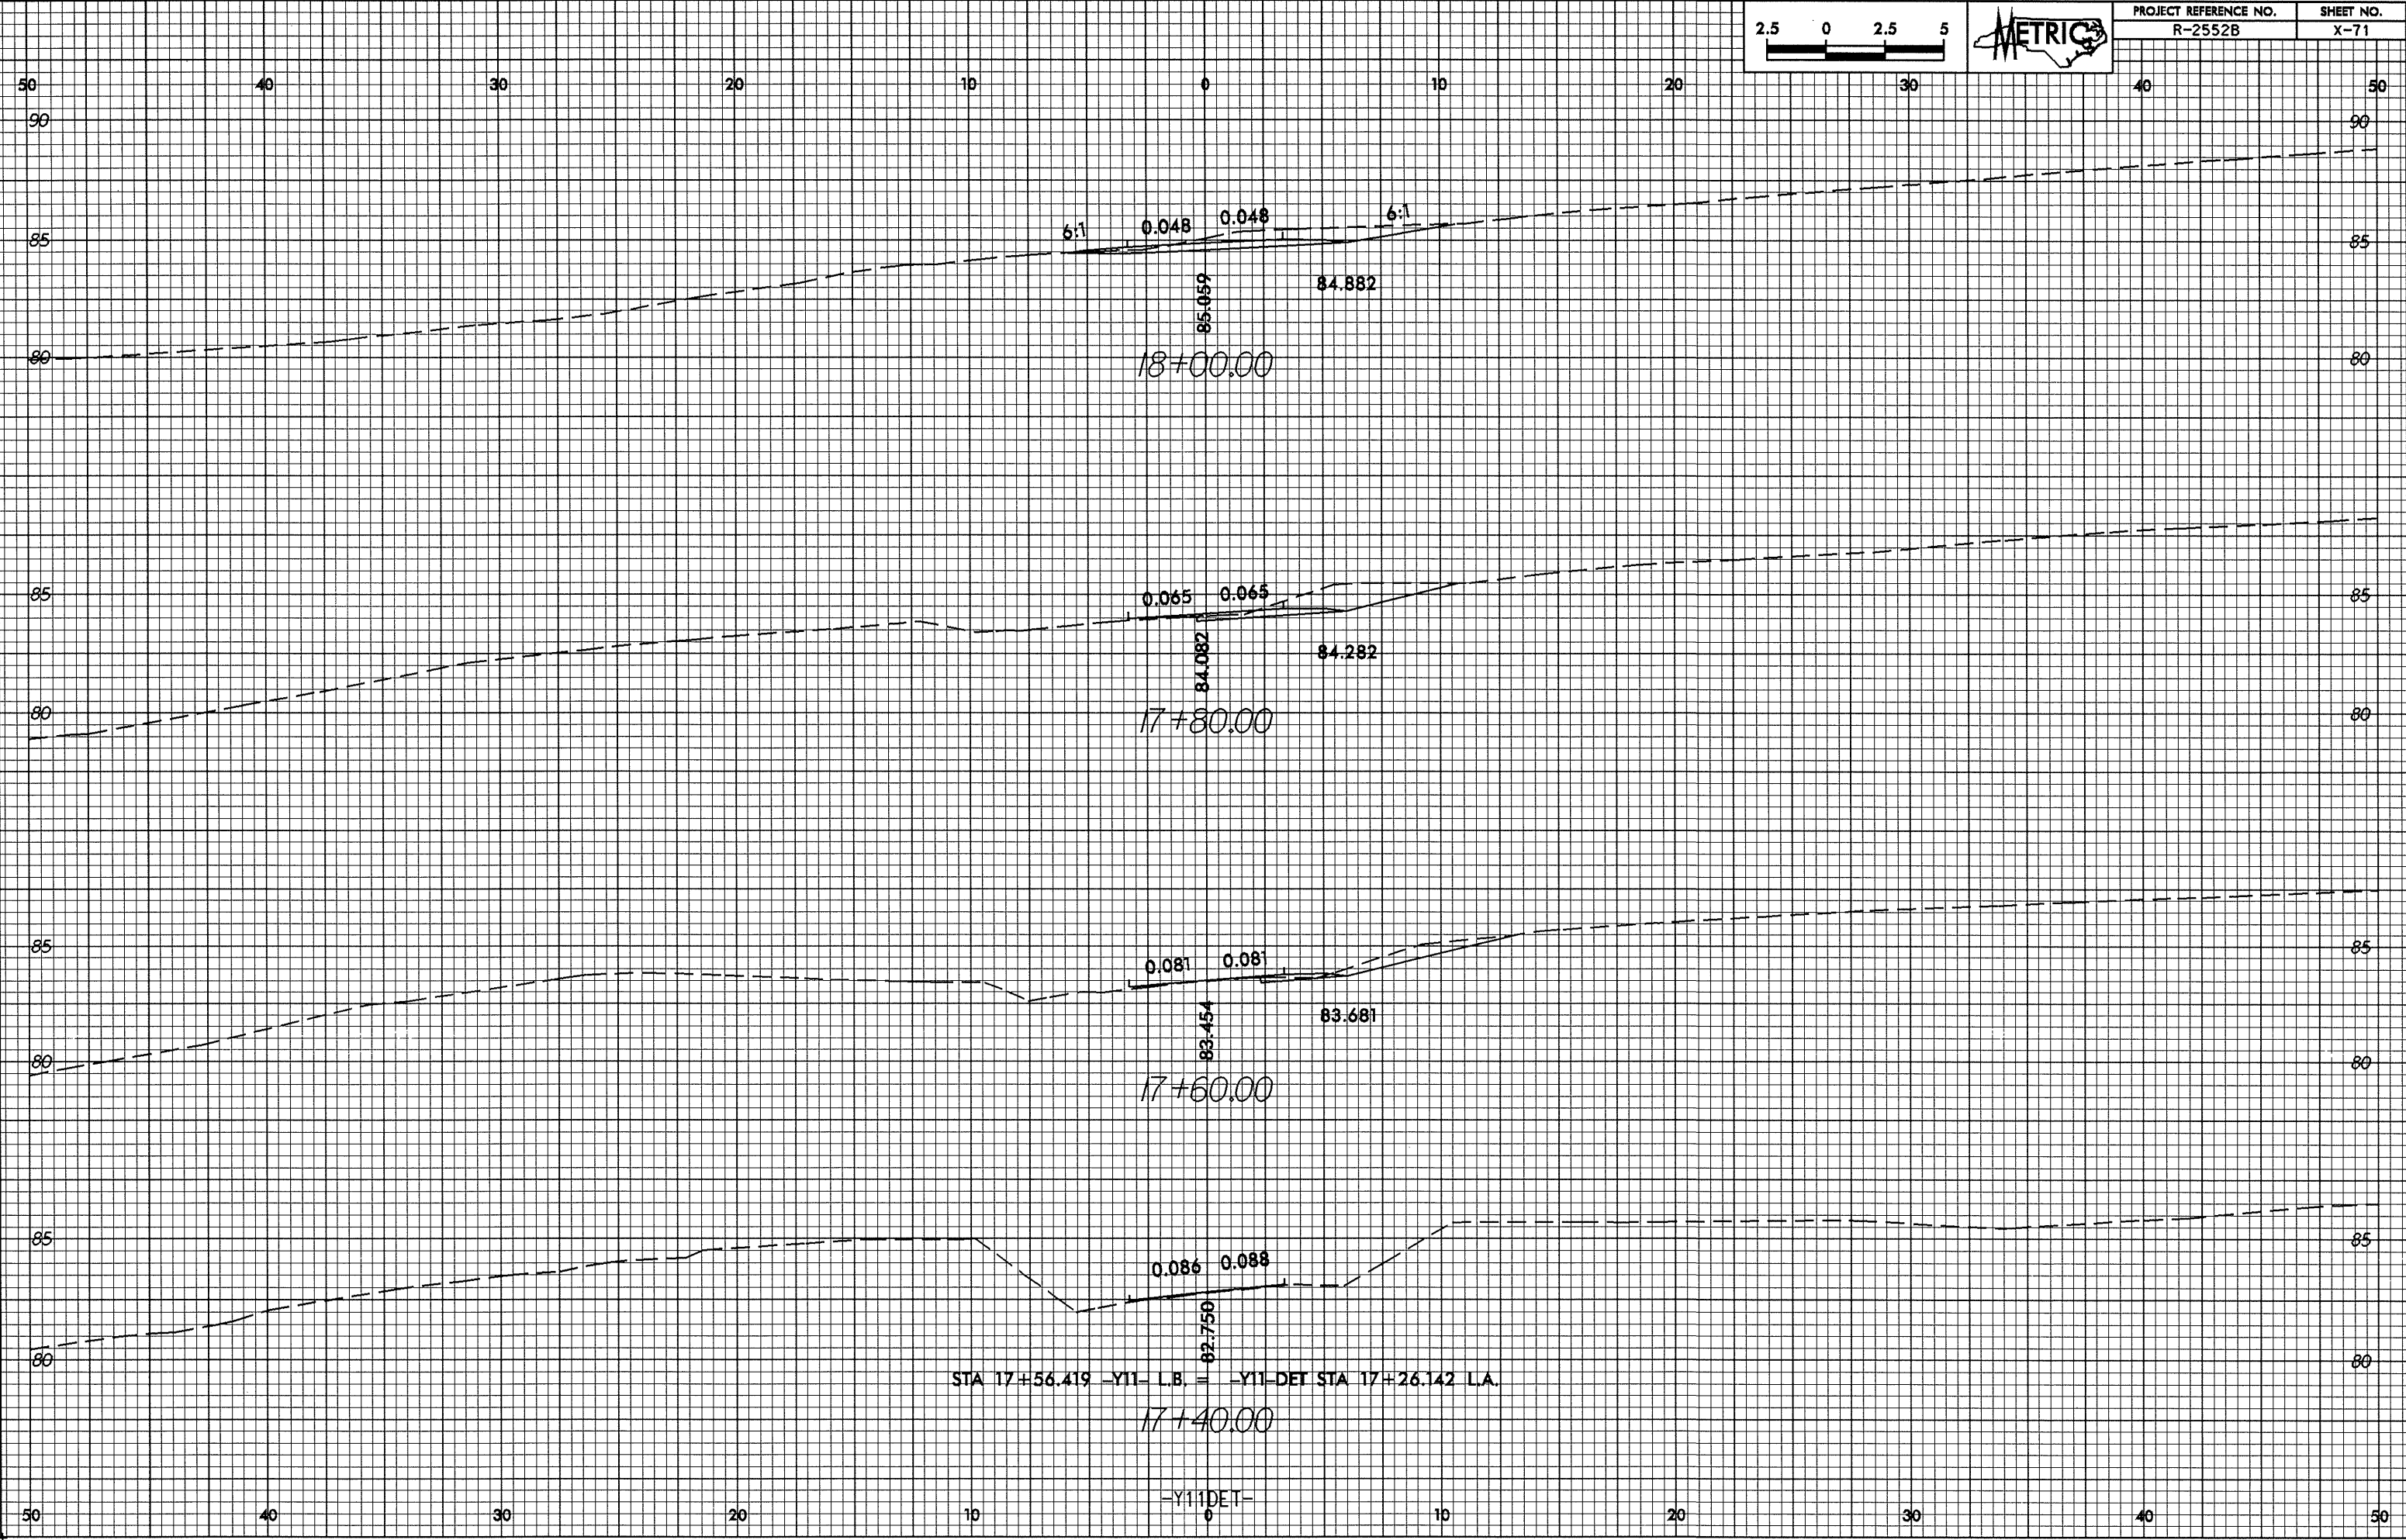 PROJECT REFERENCE NO. SHEET NO.
R-2552B X-71
2.5 0 2.5 5
METRIC
50 40 30 20 10 0 10 20 30 40 50
90 90
6:1 0.048 0.048 6:1
85 85
85.059 84.882
80 80
18+00.00
0.065 0.065
85 85
84.082 84.282
80 80
17+80.00
85 85
0.081 0.081
83.454 83.681
80 80
17+60.00
85 85
0.086 0.088
82.750
80 80
STA 17+56.419 -Y11- L.B. = -Y11-DET STA 17+26.142 L.A.
17+40.00
-Y11DET-
50 40 30 20 10 0 10 20 30 40 50